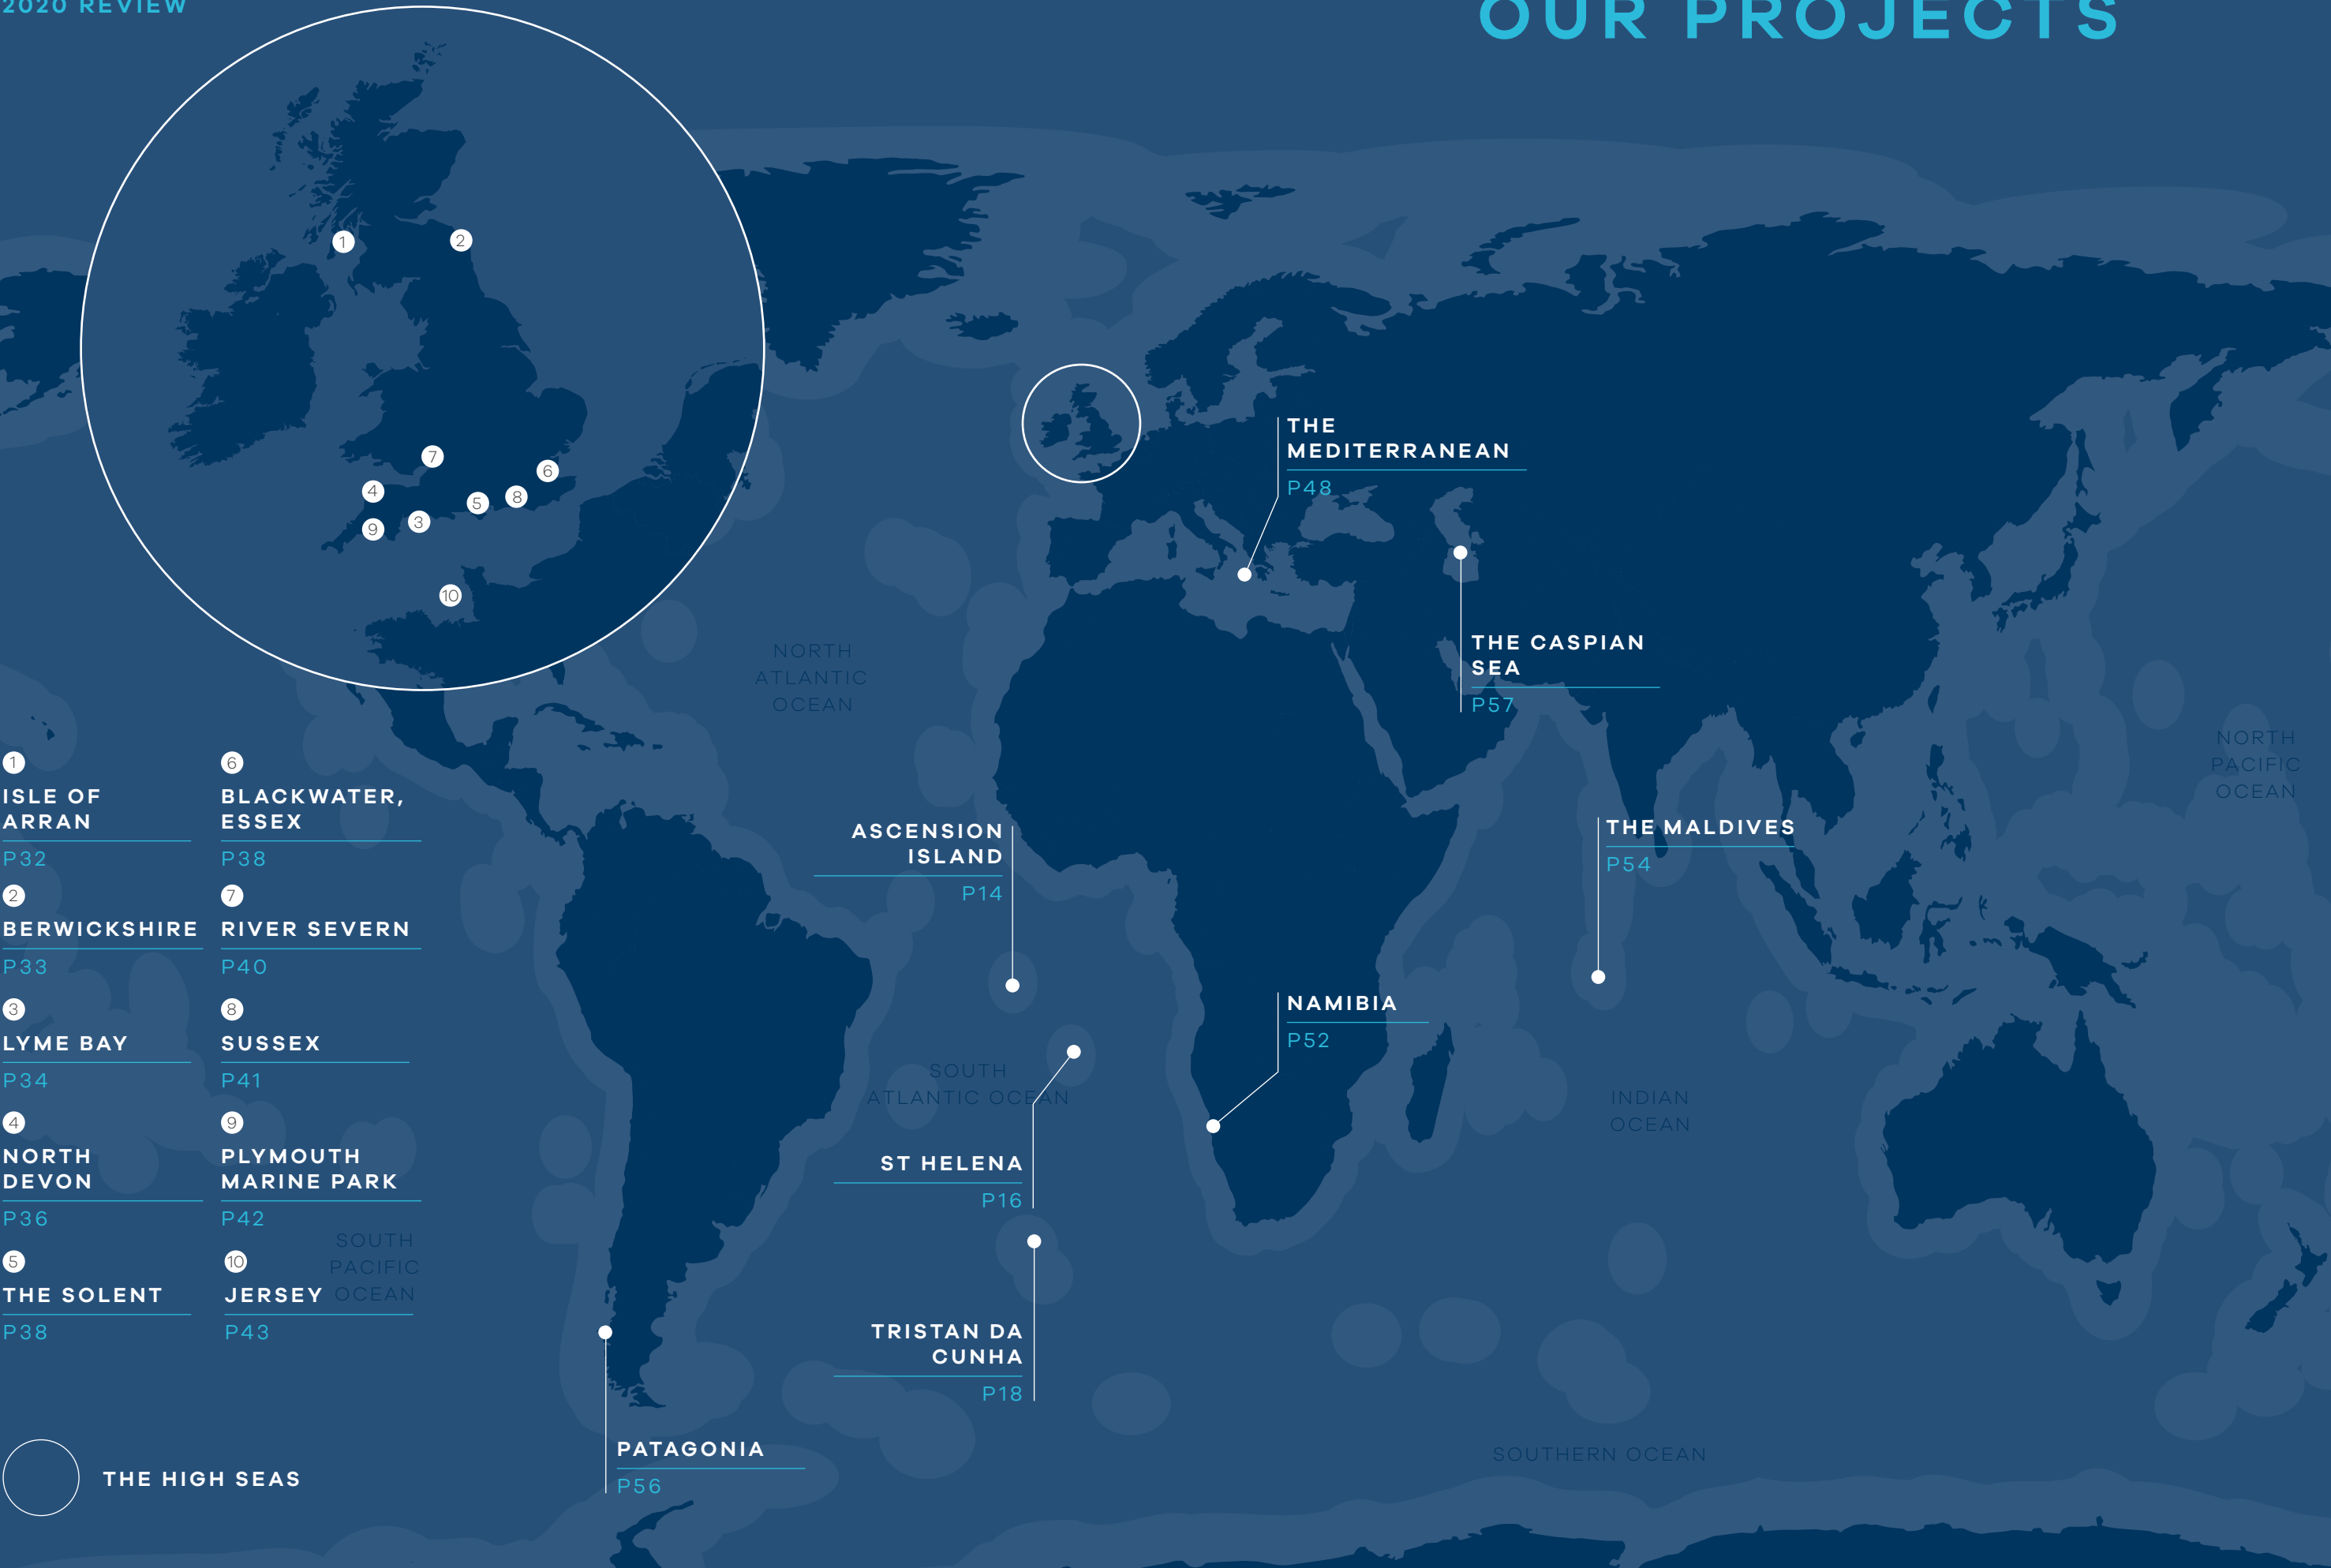 2020 REVIEW
OUR PROJECTS
1
2
7
6
4
5
8
3
9
10
THE
MEDITERRANEAN
P48
THE CASPIAN
SEA
P57
NORTH
ATLANTIC
OCEAN
NORTH
PACIFIC
OCEAN
1
ISLE OF
ARRAN
P32
2
BERWICKSHIRE
P33
3
LYME BAY
P34
4
NORTH
DEVON
P36
5
THE SOLENT
P38
6
BLACKWATER,
ESSEX
P38
7
RIVER SEVERN
P40
8
SUSSEX
P41
9
PLYMOUTH
MARINE PARK
P42
10
JERSEY
P43
SOUTH
PACIFIC
OCEAN
ASCENSION
ISLAND
P14
THE MALDIVES
P54
NAMIBIA
P52
SOUTH
ATLANTIC OCEAN
INDIAN
OCEAN
ST HELENA
P16
TRISTAN DA
CUNHA
P18
PATAGONIA
P56
SOUTHERN OCEAN
THE HIGH SEAS